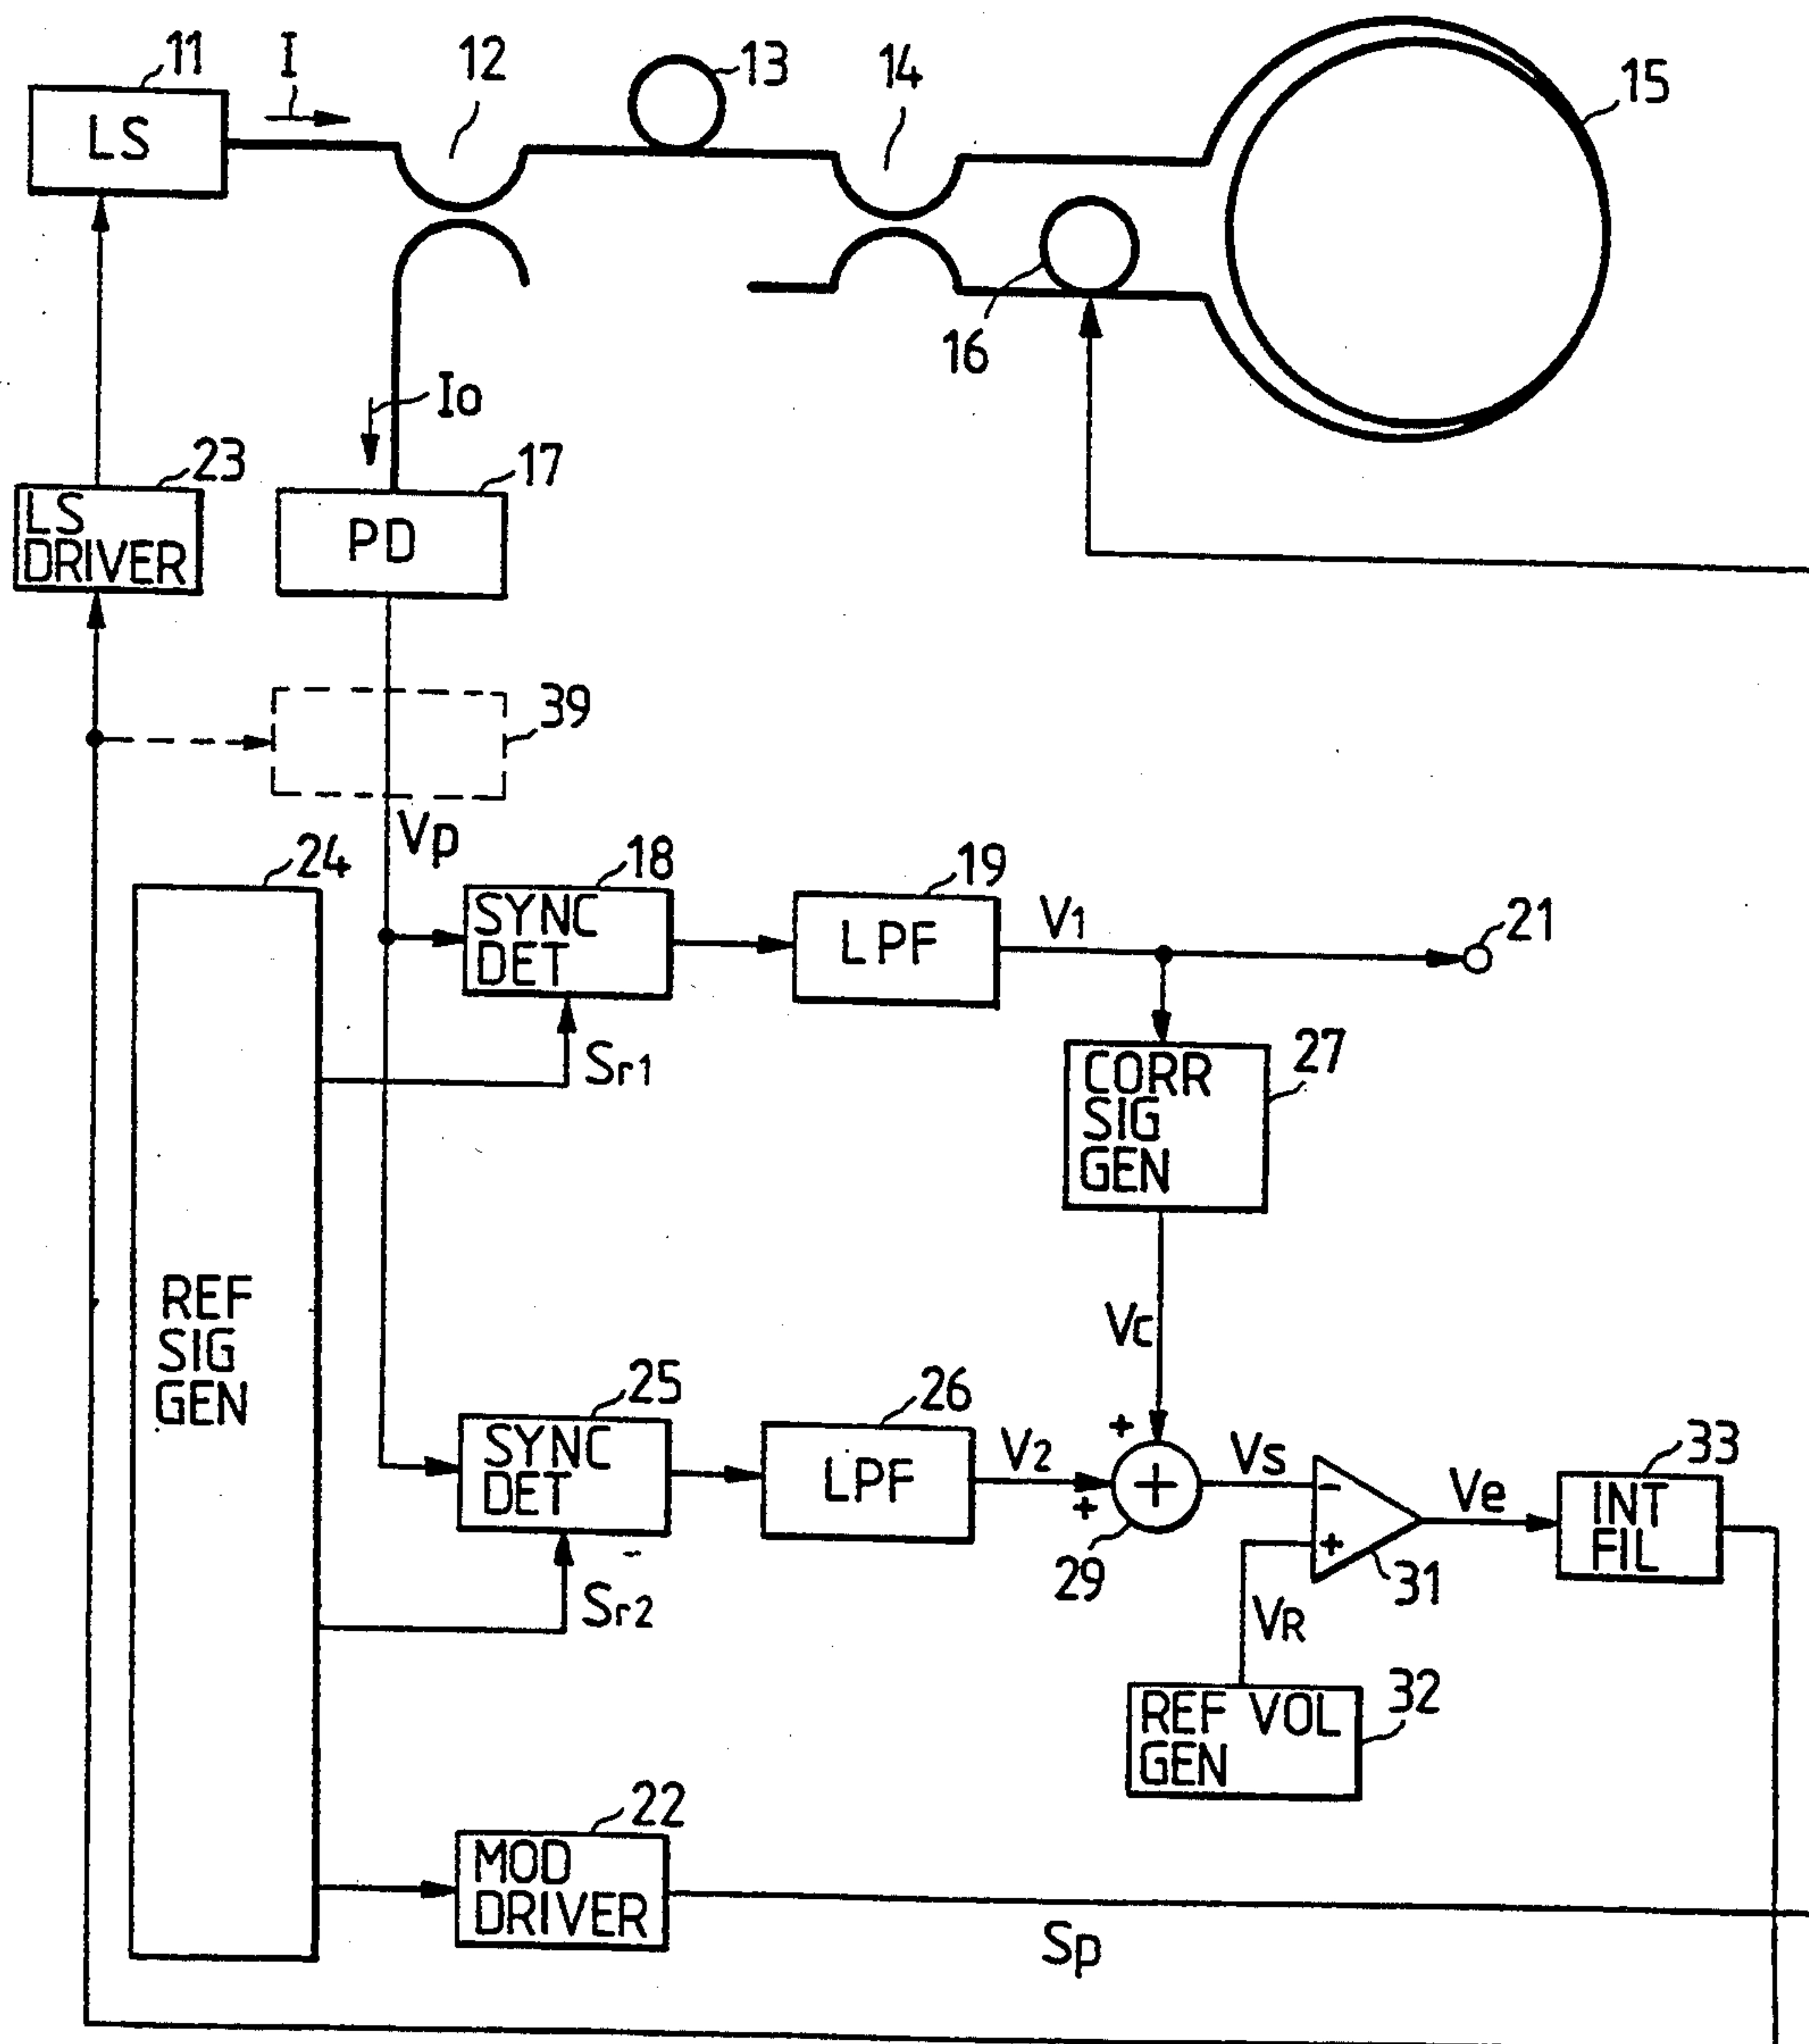 11
I
12
13
14
15
LS
16
Io
23
17
LS
DRIVER
PD
39
Vp
24
18
19
21
SYNC
DET
LPF
V1
Sr1
27
CORR
SIG
GEN
REF
SIG
GEN
Vc
25
26
33
SYNC
DET
LPF
V2
+
+
+
29
Vs
-
+
31
Ve
INT
FIL
Sr2
VR
32
REF VOL
GEN
22
MOD
DRIVER
Sp